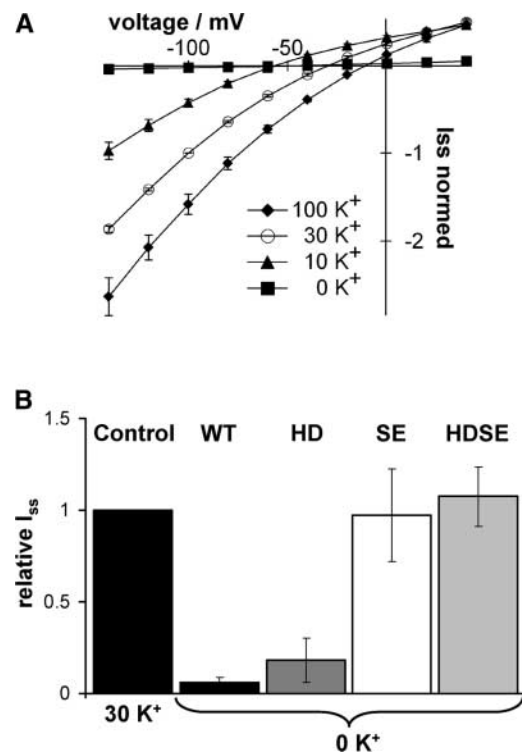 A
voltage / mV
-100 -50
-1
-2
Iss normed
100 K⁺
30 K⁺
10 K⁺
0 K⁺
B
1.5
1
0.5
0
relative Iss
Control WT HD SE HDSE
30 K⁺
0 K⁺